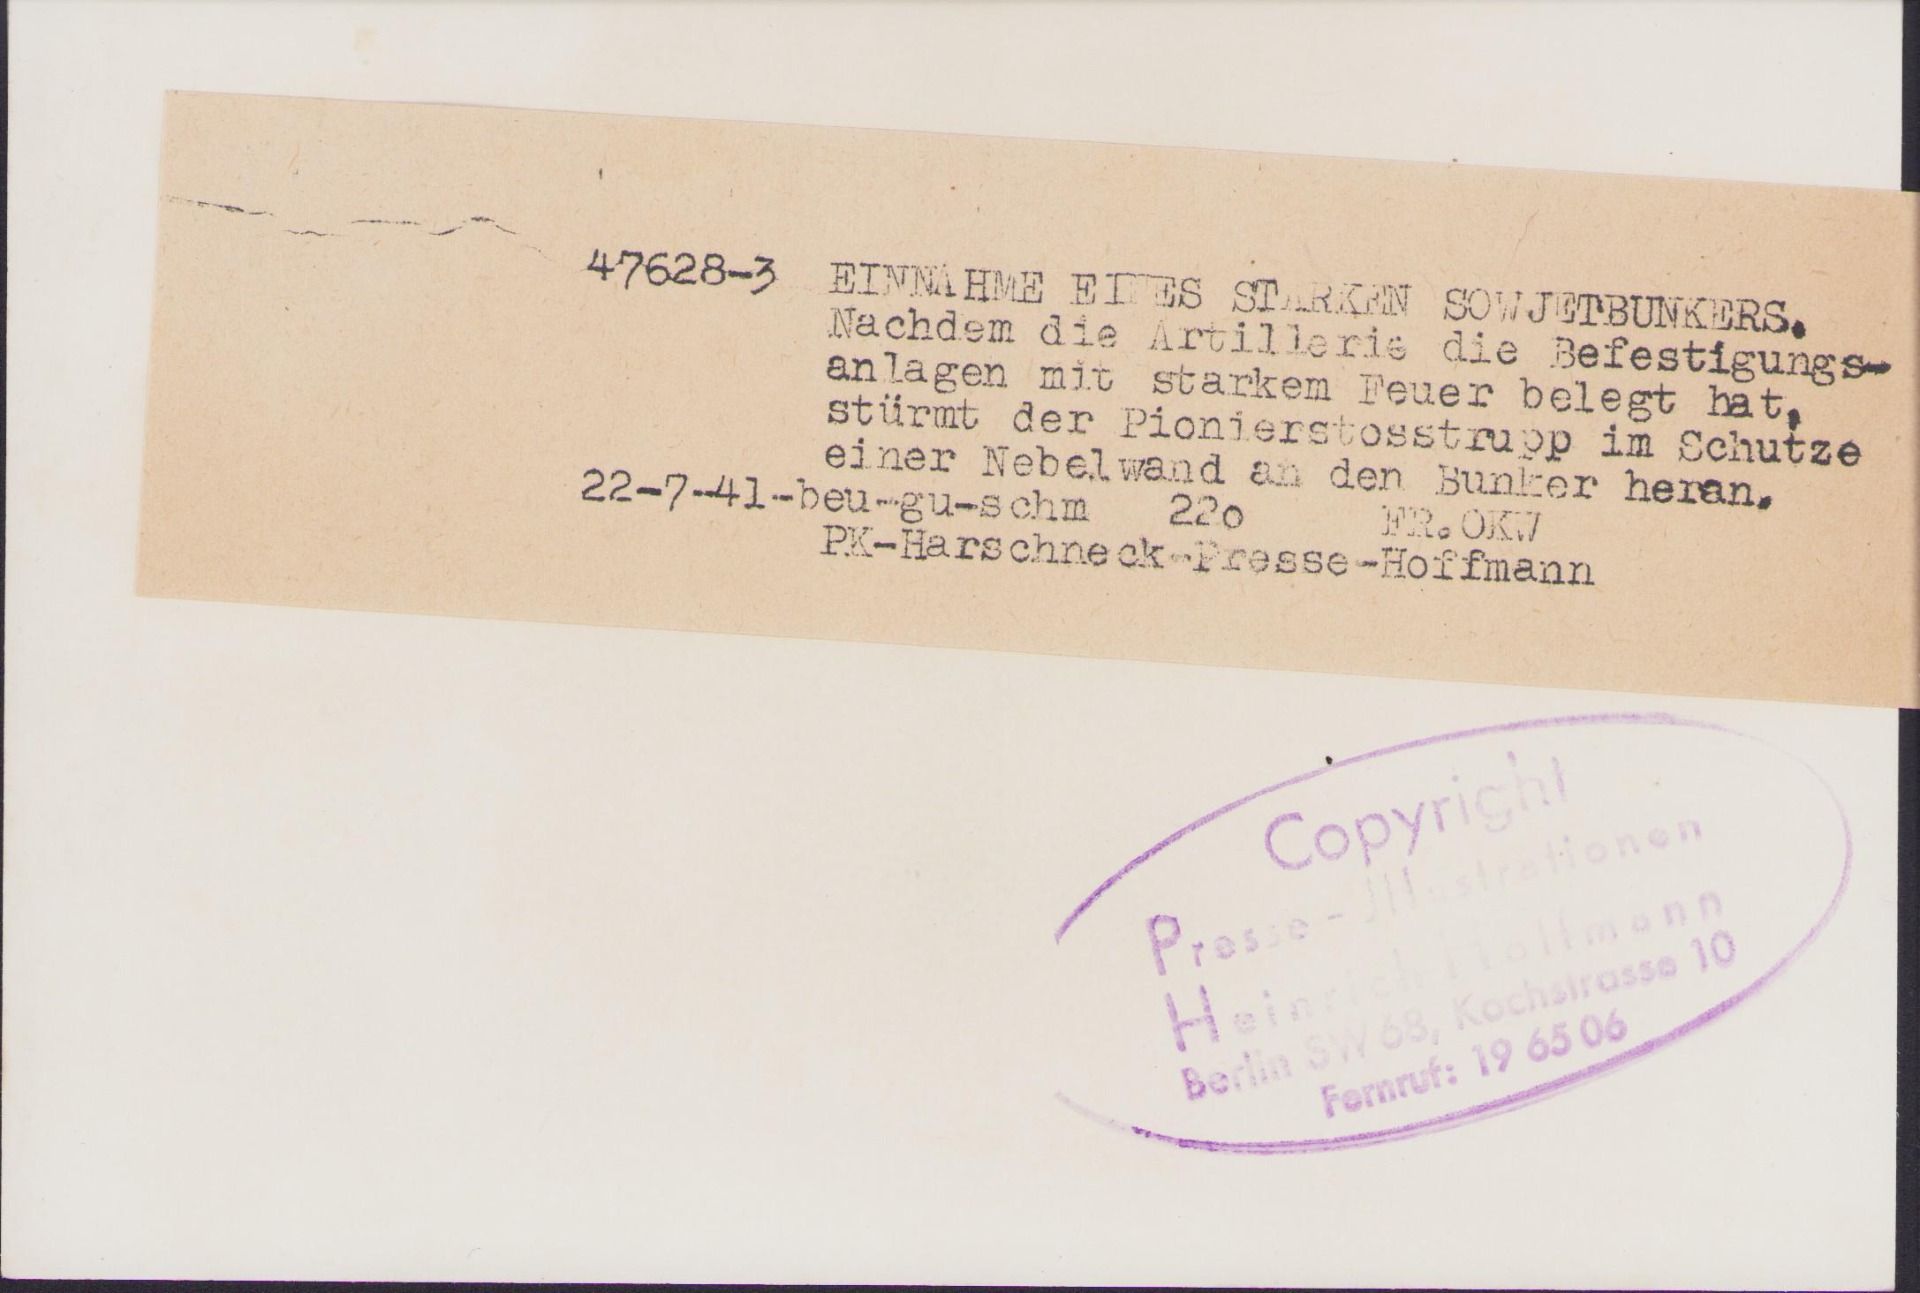 47628-3 EINNAHME EINES STARKEN SOWJETBUNKERS.
Nachdem die Artillerie die Befestigungs-
anlagen mit starkem Feuer belegt hat,
stürmt der Pionierstosstrupp im Schutze
einer Nebelwand an den Bunker heran.
22-7-41-beu-gu-schm 22o FR.OKW
PK-Harschneck-Presse-Hoffmann
Copyright
Presse-Illustrationen
Heinrich Hoffmann
Berlin SW 68, Kochstrasse 10
Fernruf: 19 65 06